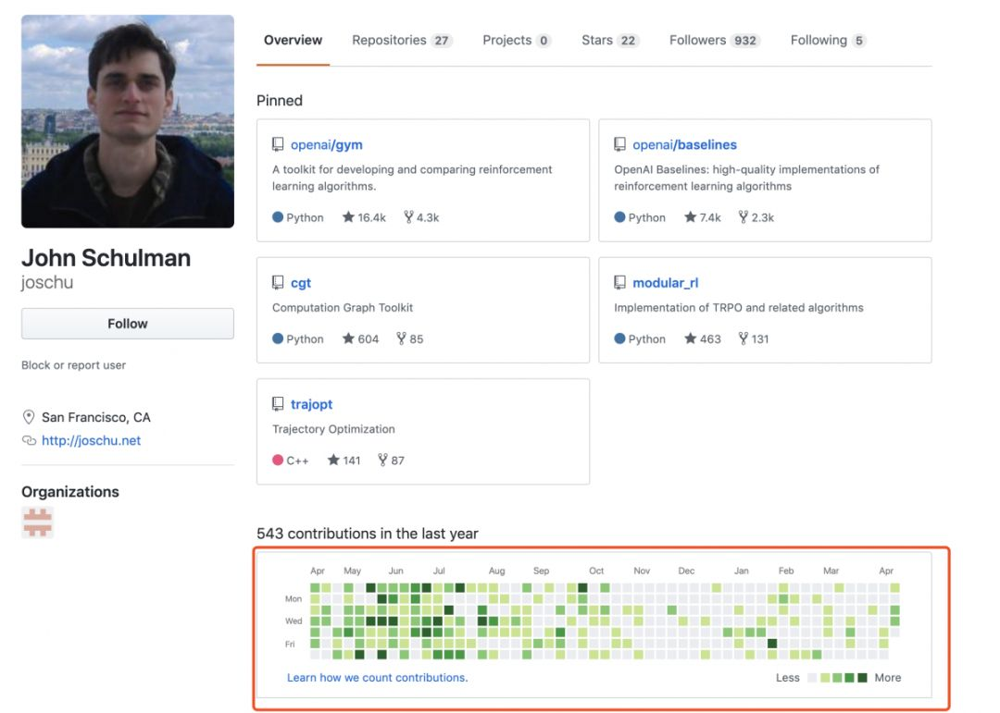 Overview Repositories 27 Projects 0 Stars 22 Followers 932 Following 5
Pinned
openai/gym
A toolkit for developing and comparing reinforcement
learning algorithms.
Python 16.4k 4.3k
openai/baselines
OpenAI Baselines: high-quality implementations of
reinforcement learning algorithms
Python 7.4k 2.3k
John Schulman
joschu
Follow
Block or report user
San Francisco, CA
http://joschu.net
Organizations
cgt
Computation Graph Toolkit
Python 604 85
modular_rl
Implementation of TRPO and related algorithms
Python 463 131
trajopt
Trajectory Optimization
C++ 141 87
543 contributions in the last year
Apr May Jun Jul Aug Sep Oct Nov Dec Jan Feb Mar Apr
Mon
Wed
Fri
Learn how we count contributions.
Less More